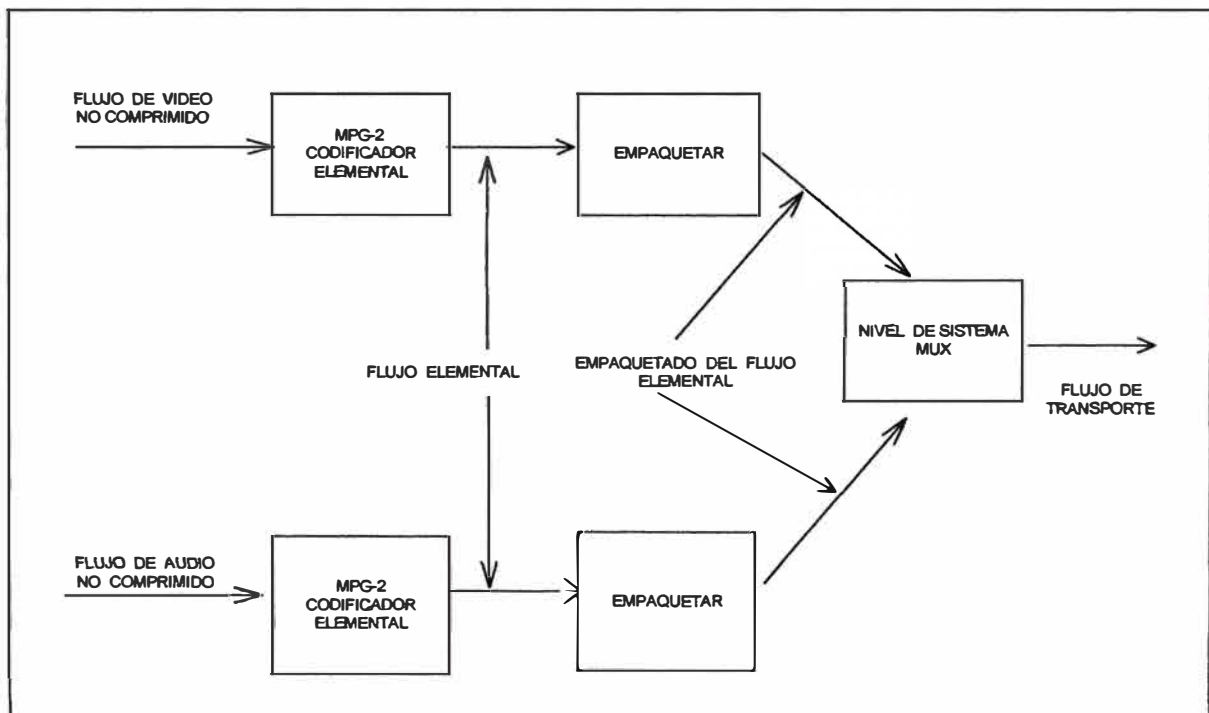 FLUJO DE VIDEO
NO COMPRIMIDO
MPG-2
CODIFICADOR
ELEMENTAL
EMPAQUETAR
NIVEL DE SISTEMA
MUX
FLUJO ELEMENTAL
EMPAQUETADO DEL FLUJO
ELEMENTAL
FLUJO DE
TRANSPORTE
FLUJO DE AUDIO
NO COMPRIMIDO
MPG-2
CODIFICADOR
ELEMENTAL
EMPAQUETAR